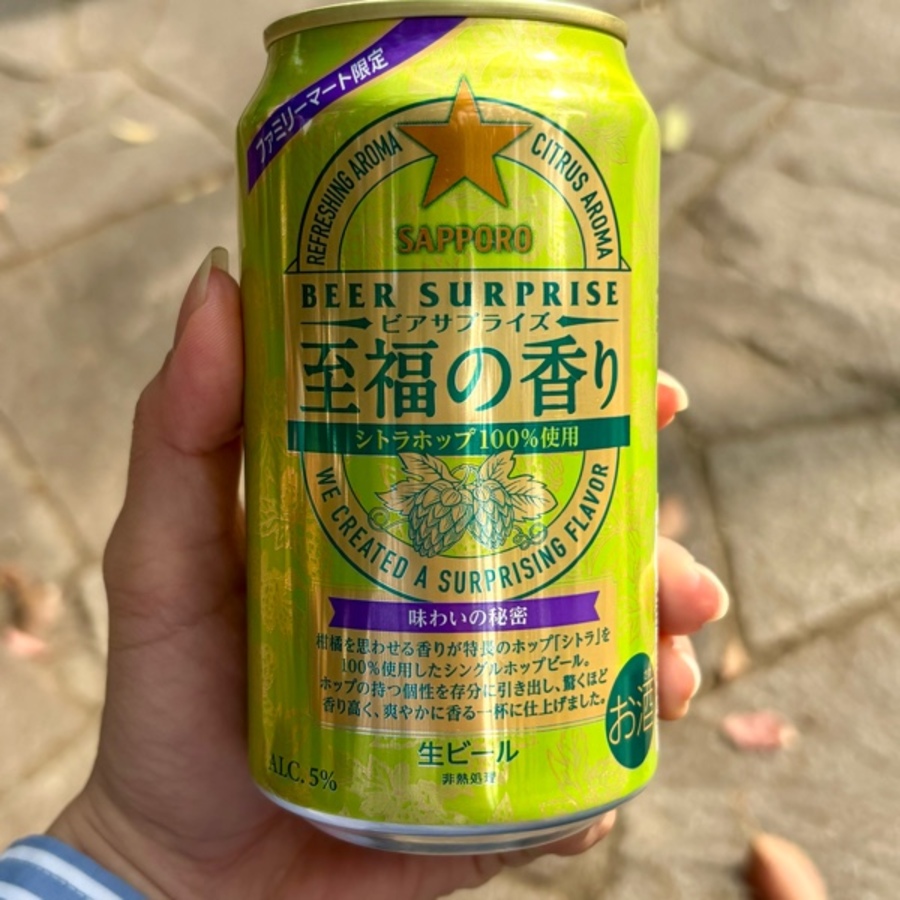 ファミリーマート限定
REFRESHING AROMA
CITRUS AROMA
SAPPORO
BEER SURPRISE
ビアサプライズ
至福の香り
シトラホップ100%使用
WE CREATED A SURPRISING FLAVOR
味わいの秘密
柑橘を思わせる香りが特長のホップ「シトラ」を
100%使用したシングルホップビール。
ホップの持つ個性を存分に引き出し、驚くほど
香り高く、爽やかに香る一杯に仕上げました。
お酒
生ビール
非熱処理
ALC. 5%